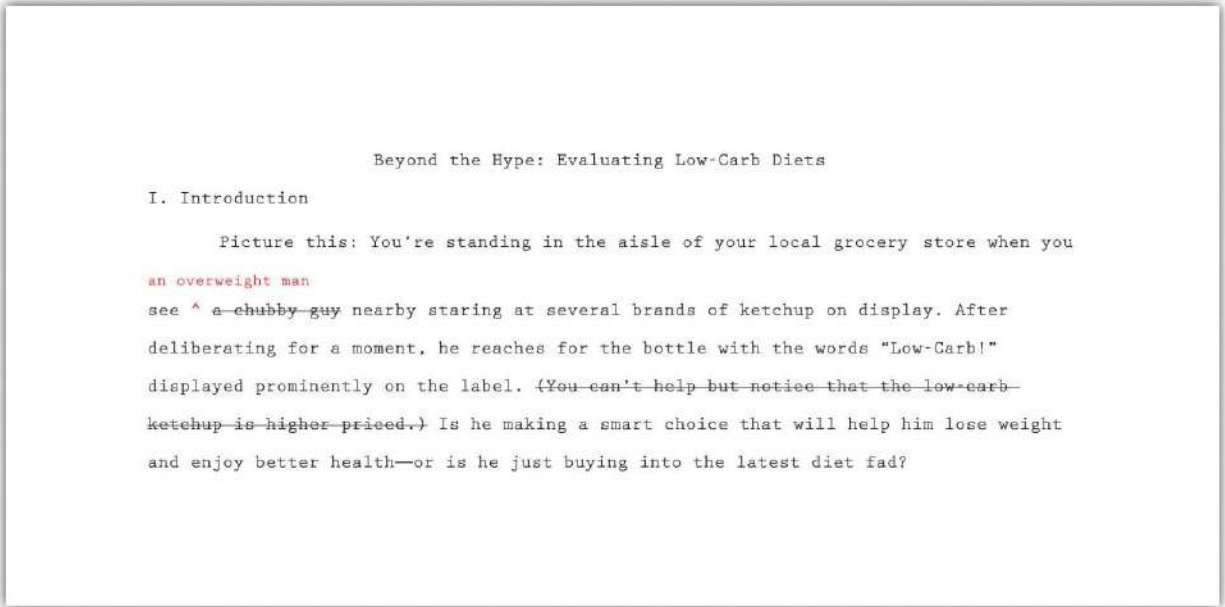 Beyond the Hype: Evaluating Low-Carb Diets
I. Introduction
Picture this: You're standing in the aisle of your local grocery store when you
an overweight man
see ^ a chubby guy nearby staring at several brands of ketchup on display. After
deliberating for a moment, he reaches for the bottle with the words “Low-Carb!”
displayed prominently on the label. (You can't help but notice that the low-carb
ketchup is higher priced.) Is he making a smart choice that will help him lose weight
and enjoy better health—or is he just buying into the latest diet fad?